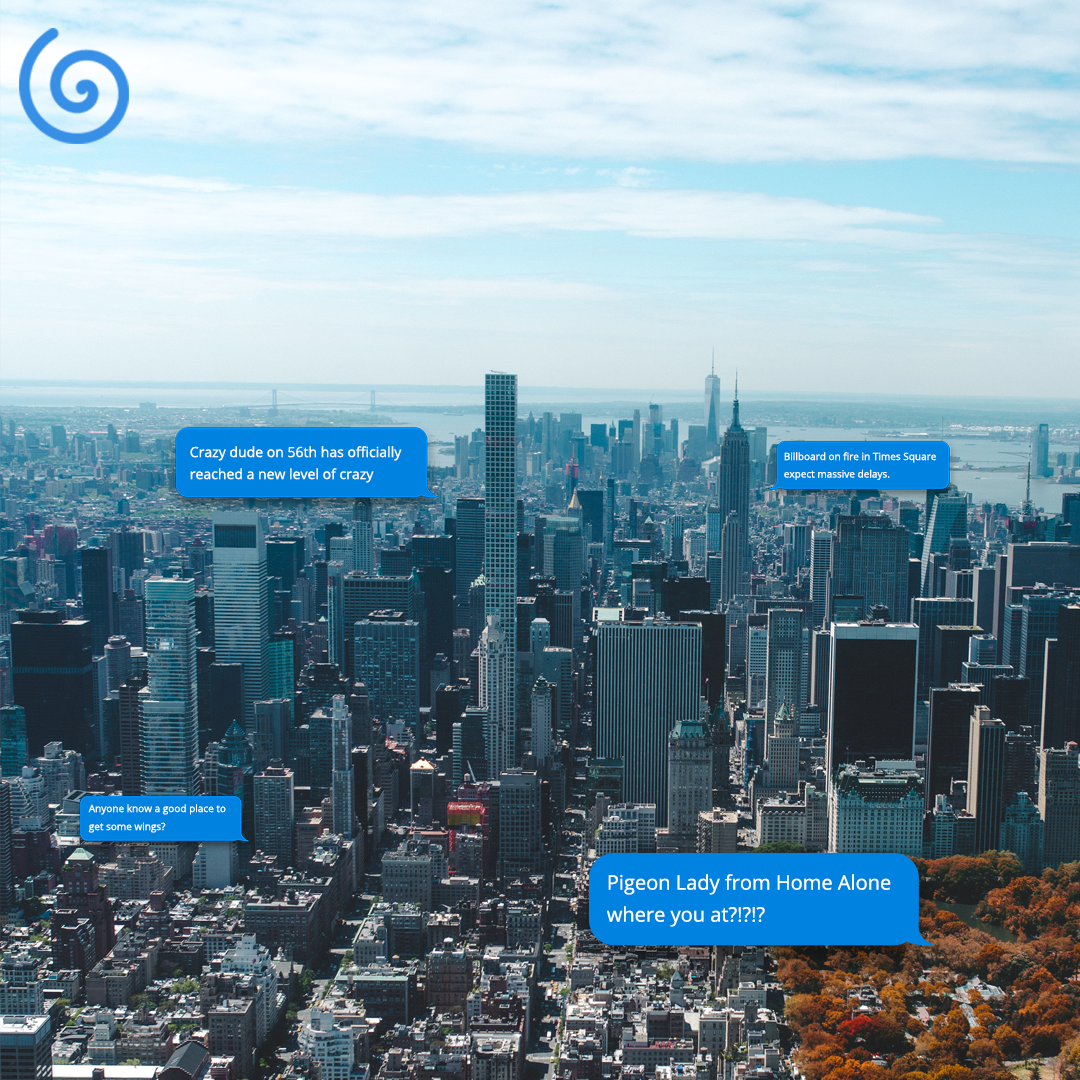 Crazy dude on 56th has officially
reached a new level of crazy
Billboard on fire in Times Square
expect massive delays.
Anyone know a good place to
get some wings?
Pigeon Lady from Home Alone
where you at?!?!?